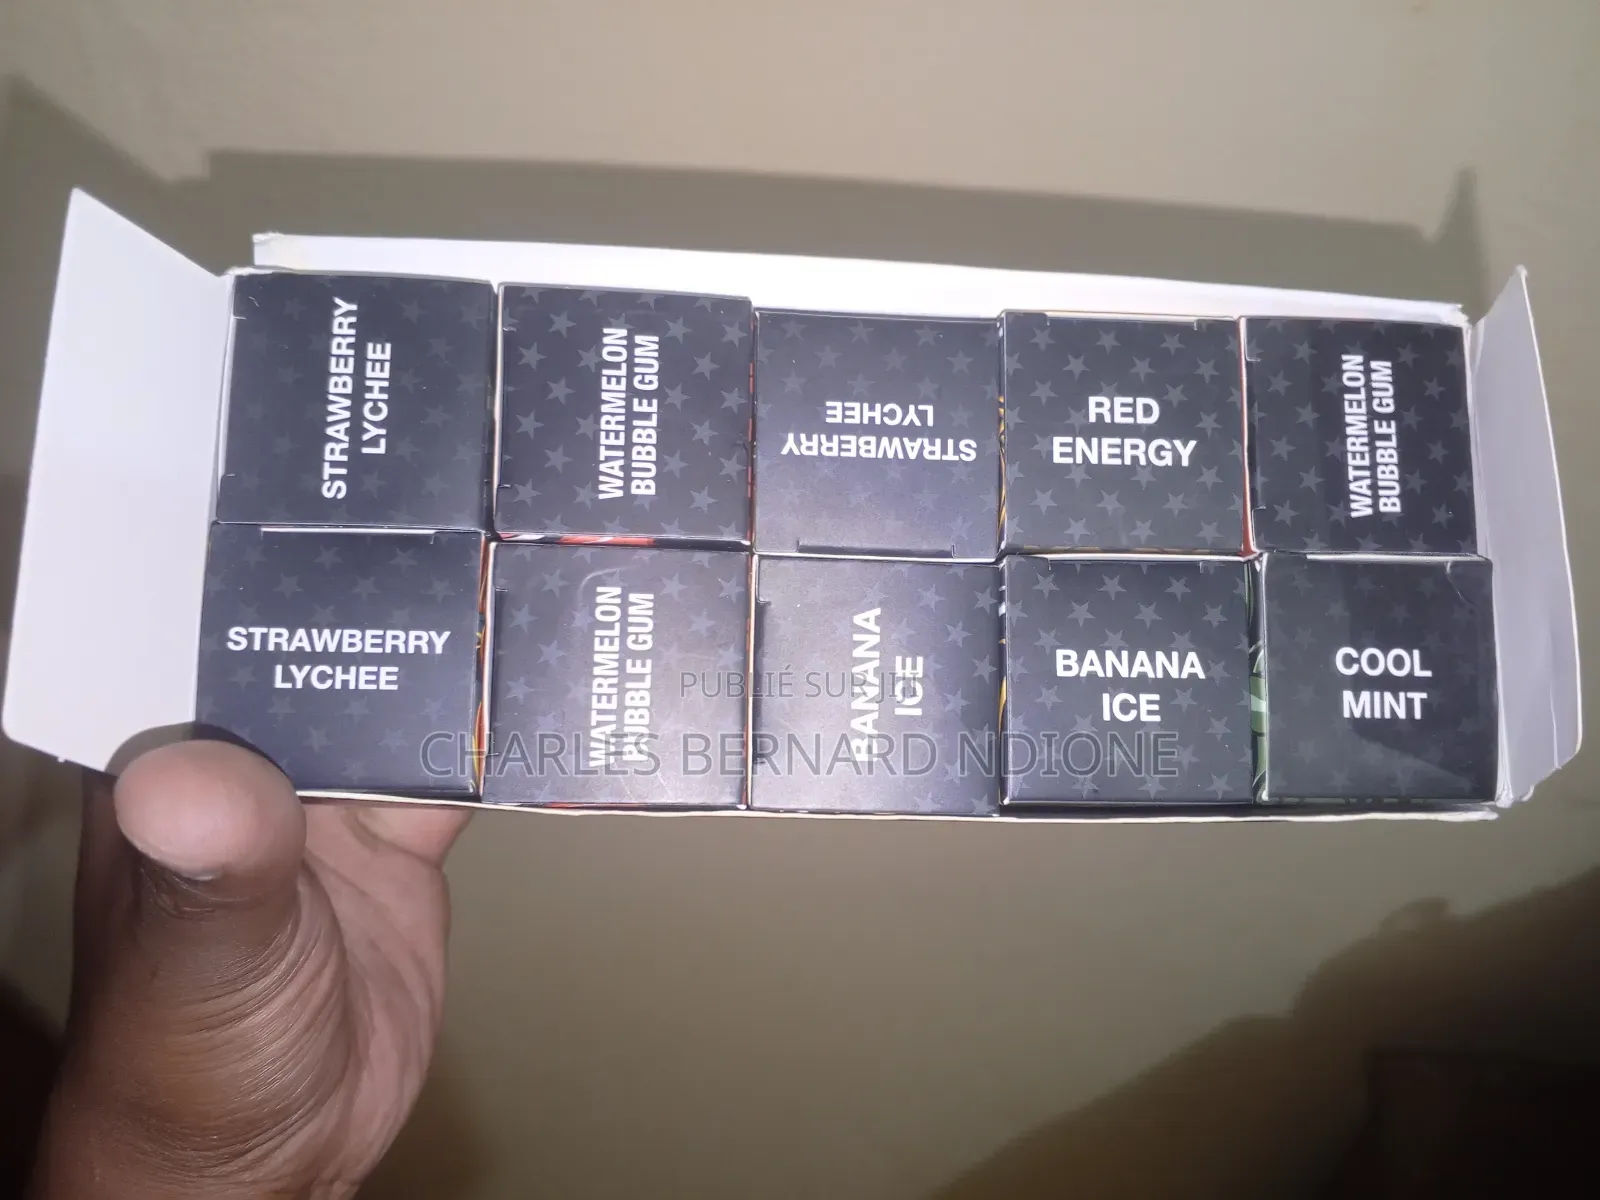 STRAWBERRY
LYCHEE
WATERMELON
BUBBLE GUM
STRAWBERRY
LYCHEE
RED
ENERGY
WATERMELON
BUBBLE GUM
STRAWBERRY
LYCHEE
WATERMELON
BUBBLE GUM
BANANA
ICE
BANANA
ICE
COOL
MINT
PUBLIÉ SUR JIJI
CHARLES BERNARD NDIONE